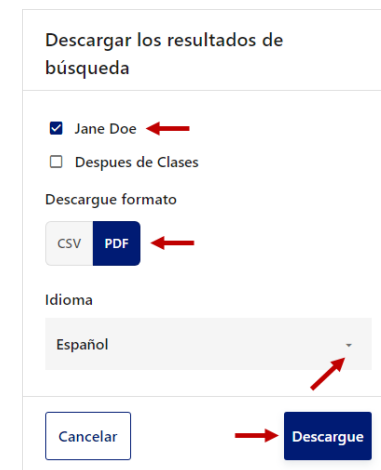 Descargar los resultados de
búsqueda
Jane Doe
Despues de Clases
Descargue formato
CSV PDF
Idioma
Español
Cancelar Descargue